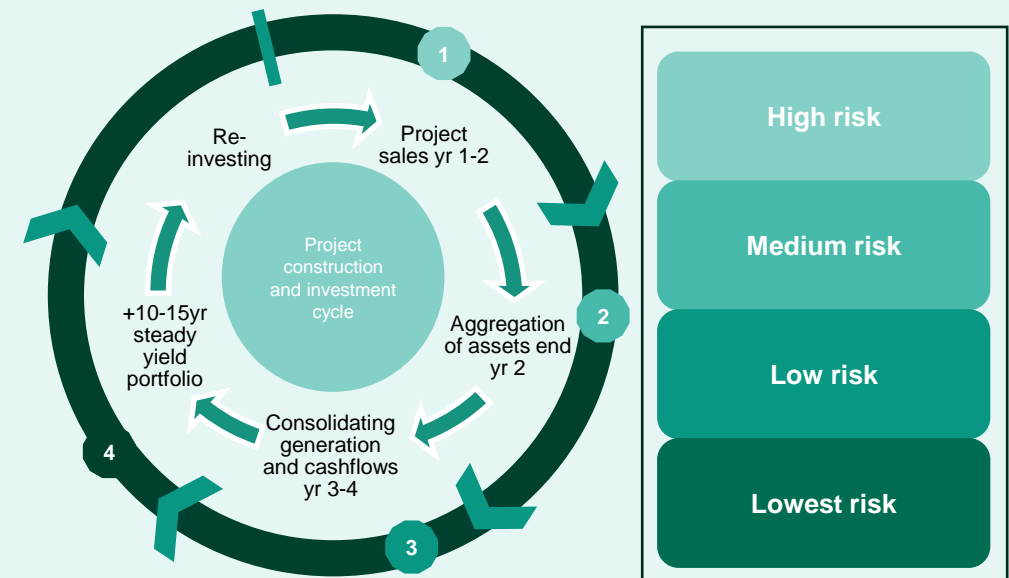 1
Re-
investing
Project
sales yr 1-2
Project
construction
and investment
cycle
2
Aggregation
of assets end
yr 2
+10-15yr
steady
yield
portfolio
Consolidating
generation
and cashflows
yr 3-4
4
3
High risk
Medium risk
Low risk
Lowest risk